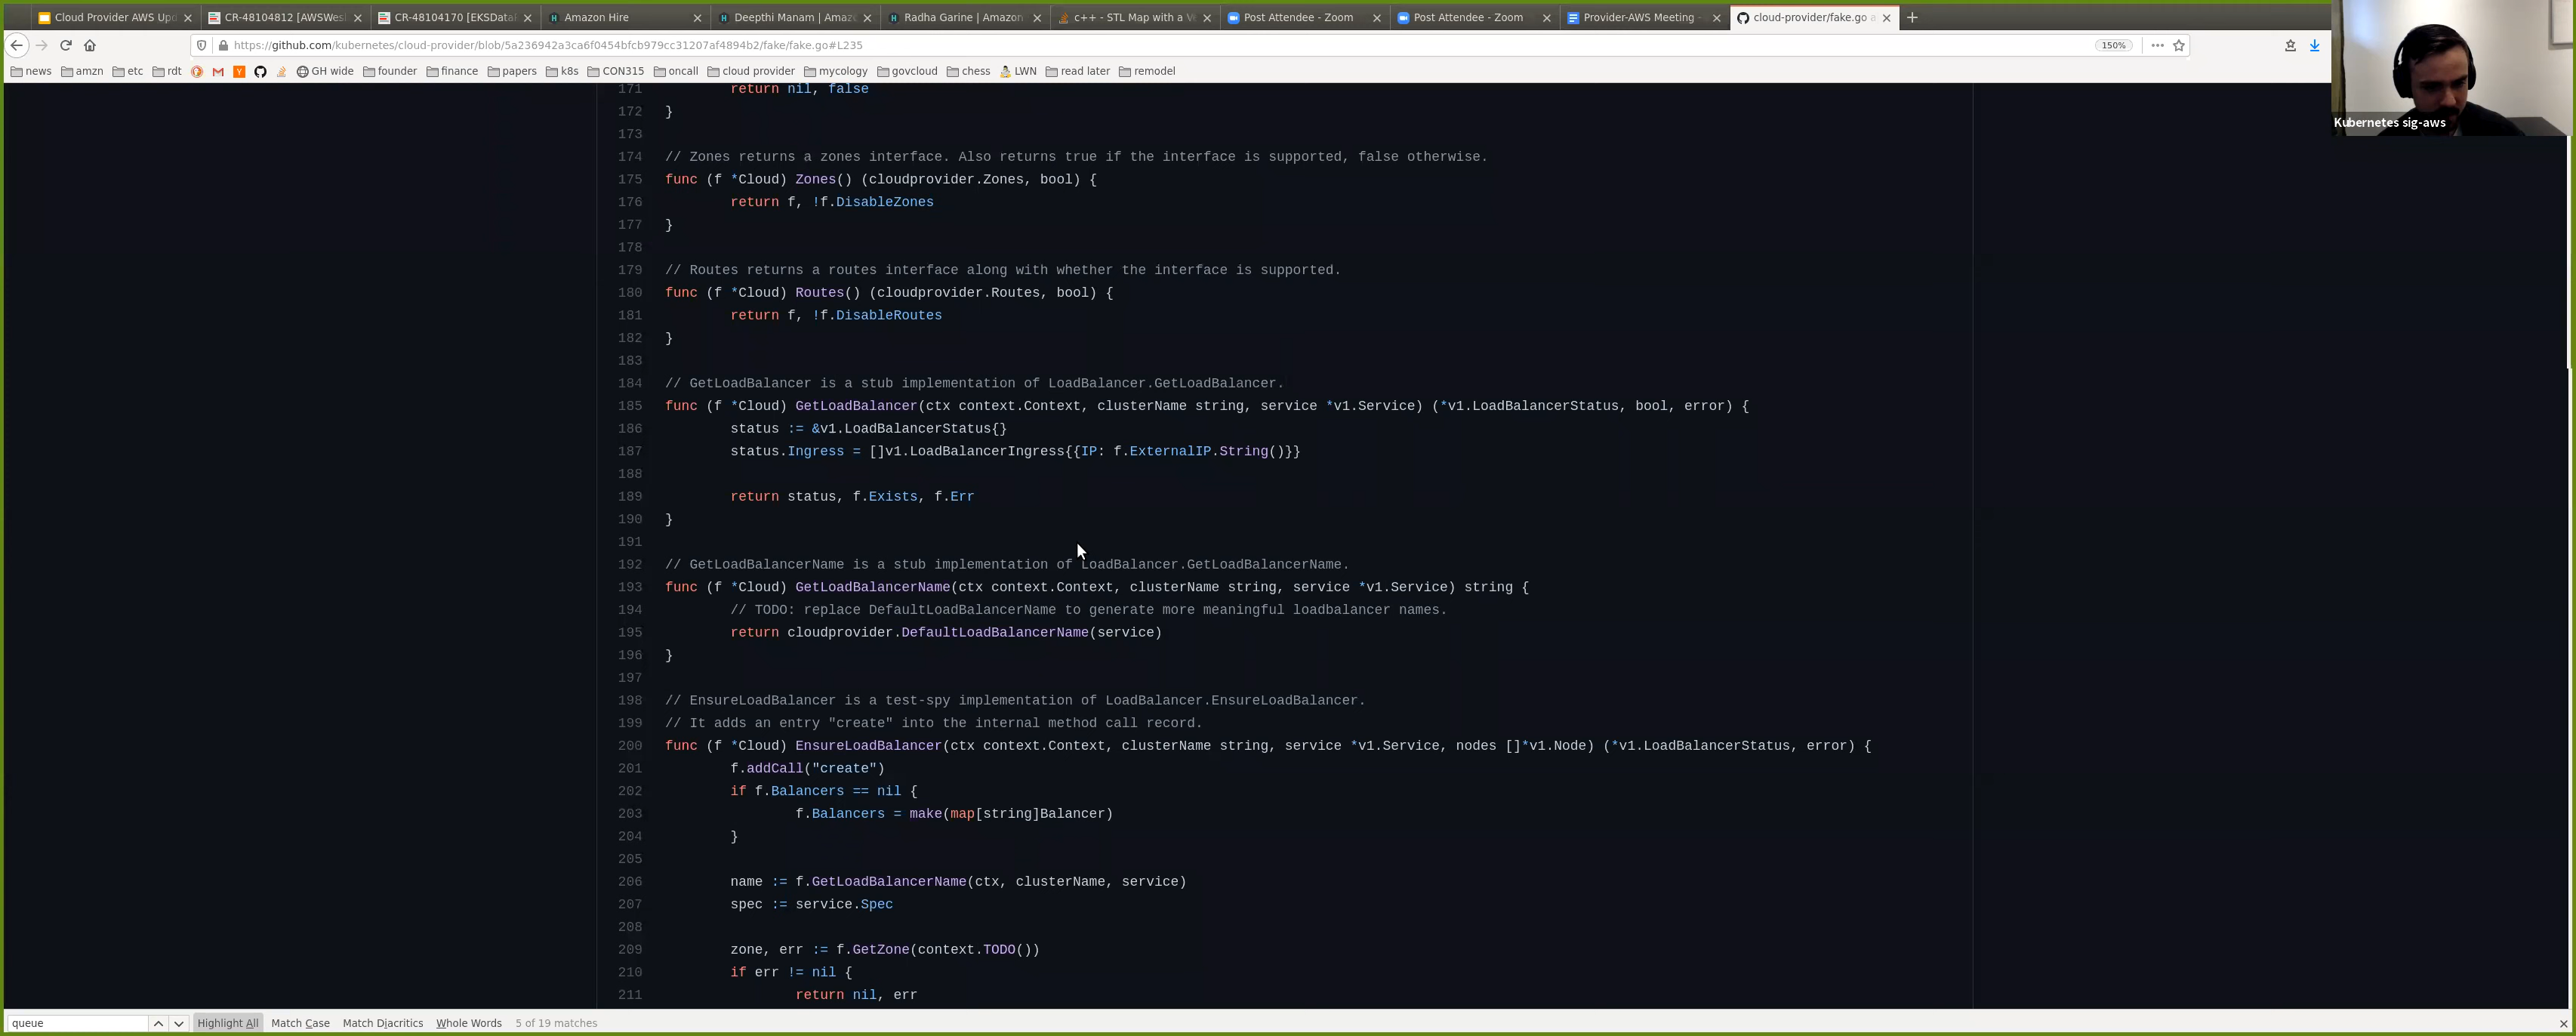 Cloud Provider AWS Upd
CR-48104812 [AWSWesl
CR-48104170 [EKSDatal
Amazon Hire
Deepthi Manam | Amaz
Radha Garine | Amazon
c++ - STL Map with a V
Post Attendee - Zoom
Post Attendee - Zoom
Provider-AWS Meeting -
cloud-provider/fake.go a
https://github.com/kubernetes/cloud-provider/blob/5a236942a3ca6f0454bfcb979cc31207af4894b2/fake/fake.go#L235
150%
news amzn etc rdt GH wide founder finance papers k8s CON315 oncall cloud provider mycology govcloud chess LWN read later remodel
Kubernetes sig-aws
171 return nil, false
172 }
173
174 // Zones returns a zones interface. Also returns true if the interface is supported, false otherwise.
175 func (f *Cloud) Zones() (cloudprovider.Zones, bool) {
176 return f, !f.DisableZones
177 }
178
179 // Routes returns a routes interface along with whether the interface is supported.
180 func (f *Cloud) Routes() (cloudprovider.Routes, bool) {
181 return f, !f.DisableRoutes
182 }
183
184 // GetLoadBalancer is a stub implementation of LoadBalancer.GetLoadBalancer.
185 func (f *Cloud) GetLoadBalancer(ctx context.Context, clusterName string, service *v1.Service) (*v1.LoadBalancerStatus, bool, error) {
186 status := &v1.LoadBalancerStatus{}
187 status.Ingress = []v1.LoadBalancerIngress{{IP: f.ExternalIP.String()}}
188
189 return status, f.Exists, f.Err
190 }
191
192 // GetLoadBalancerName is a stub implementation of LoadBalancer.GetLoadBalancerName.
193 func (f *Cloud) GetLoadBalancerName(ctx context.Context, clusterName string, service *v1.Service) string {
194 // TODO: replace DefaultLoadBalancerName to generate more meaningful loadbalancer names.
195 return cloudprovider.DefaultLoadBalancerName(service)
196 }
197
198 // EnsureLoadBalancer is a test-spy implementation of LoadBalancer.EnsureLoadBalancer.
199 // It adds an entry "create" into the internal method call record.
200 func (f *Cloud) EnsureLoadBalancer(ctx context.Context, clusterName string, service *v1.Service, nodes []*v1.Node) (*v1.LoadBalancerStatus, error) {
201 f.addCall("create")
202 if f.Balancers == nil {
203 f.Balancers = make(map[string]Balancer)
204 }
205
206 name := f.GetLoadBalancerName(ctx, clusterName, service)
207 spec := service.Spec
208
209 zone, err := f.GetZone(context.TODO())
210 if err != nil {
211 return nil, err
queue Highlight All Match Case Match Diacritics Whole Words 5 of 19 matches